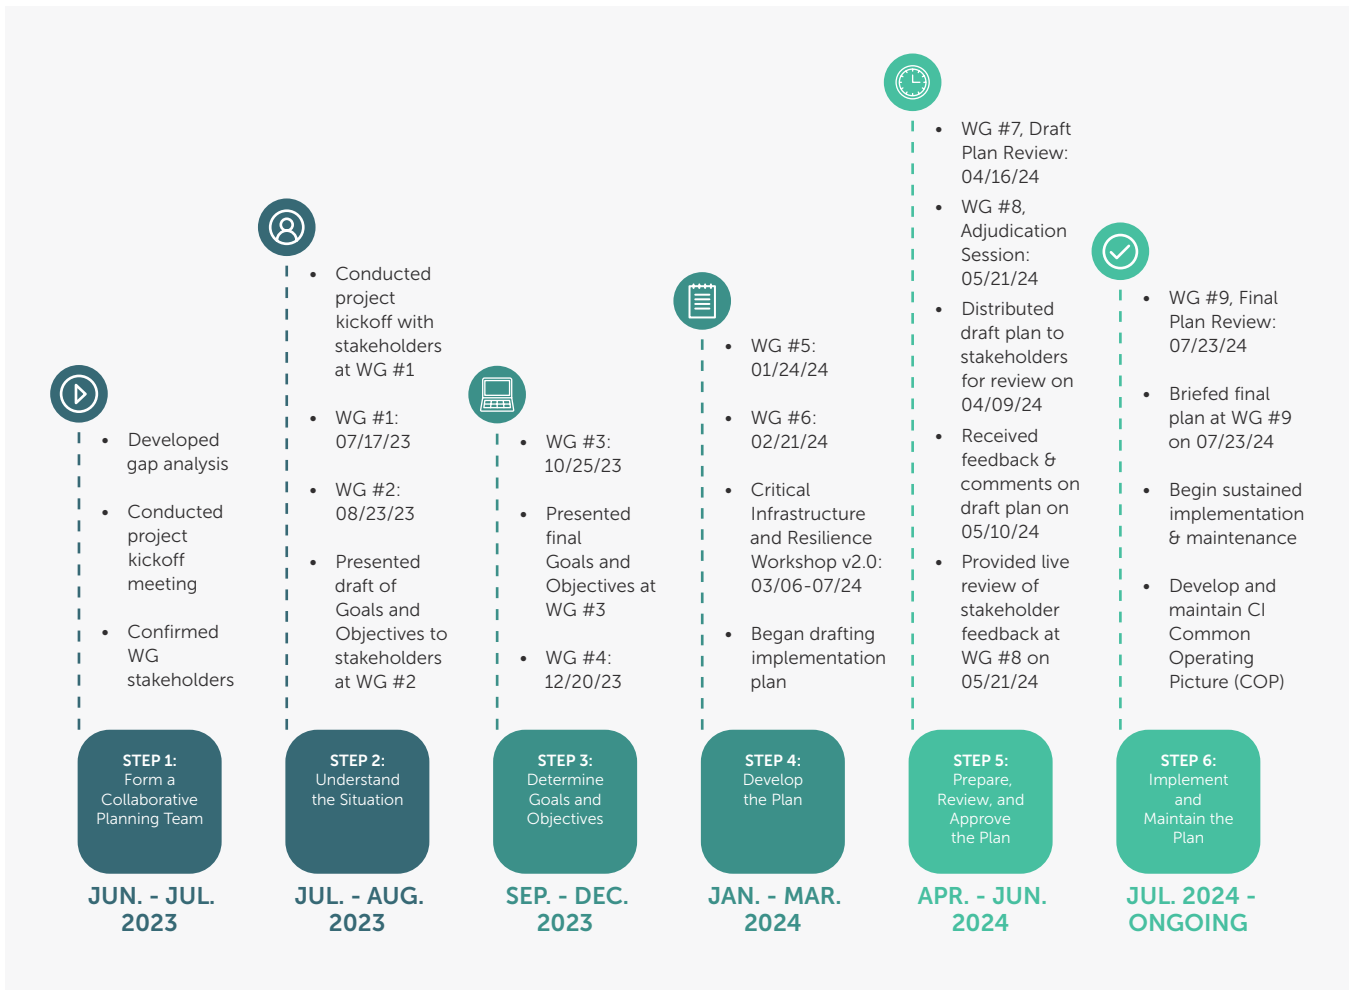 • Developed
gap analysis
• Conducted
project
kickoff
meeting
• Confirmed
WG
stakeholders
STEP 1:
Form a
Collaborative
Planning Team
JUN. - JUL.
2023
• Conducted
project
kickoff with
stakeholders
at WG #1
• WG #1:
07/17/23
• WG #2:
08/23/23
• Presented
draft of
Goals and
Objectives to
stakeholders
at WG #2
STEP 2:
Understand
the Situation
JUL. - AUG.
2023
• WG #3:
10/25/23
• Presented
final
Goals and
Objectives at
WG #3
• WG #4:
12/20/23
STEP 3:
Determine
Goals and
Objectives
SEP. - DEC.
2023
• WG #5:
01/24/24
• WG #6:
02/21/24
• Critical
Infrastructure
and Resilience
Workshop v2.0:
03/06-07/24
• Began drafting
implementation
plan
STEP 4:
Develop
the Plan
JAN. - MAR.
2024
• WG #7, Draft
Plan Review:
04/16/24
• WG #8,
Adjudication
Session:
05/21/24
• Distributed
draft plan to
stakeholders
for review on
04/09/24
• Received
feedback &
comments on
draft plan on
05/10/24
• Provided live
review of
stakeholder
feedback at
WG #8 on
05/21/24
STEP 5:
Prepare,
Review, and
Approve
the Plan
APR. - JUN.
2024
• WG #9, Final
Plan Review:
07/23/24
• Briefed final
plan at WG #9
on 07/23/24
• Begin sustained
implementation
& maintenance
• Develop and
maintain CI
Common
Operating
Picture (COP)
STEP 6:
Implement
and
Maintain the
Plan
JUL. 2024 -
ONGOING